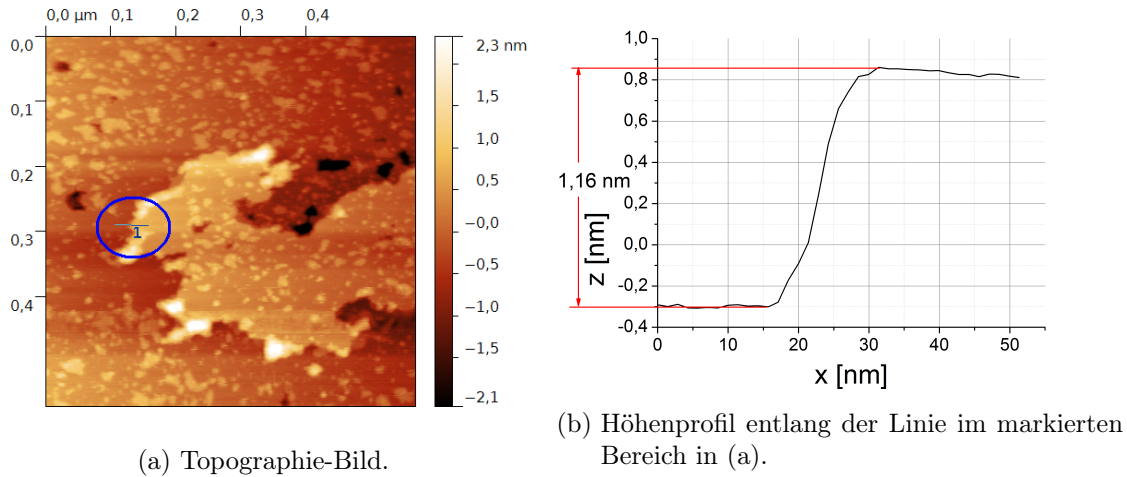 0,0 µm 0,1 0,2 0,3 0,4
0,0
0,1
0,2
0,3
0,4
1
2,3 nm
1,5
1,0
0,5
−0,0
−0,5
−1,0
−1,5
−2,1
(a) Topographie-Bild.
1,0
0,8
0,6
0,4
0,2
0,0
-0,2
-0,4
1,16 nm
z [nm]
0 10 20 30 40 50
x [nm]
(b) Höhenprofil entlang der Linie im markierten
Bereich in (a).